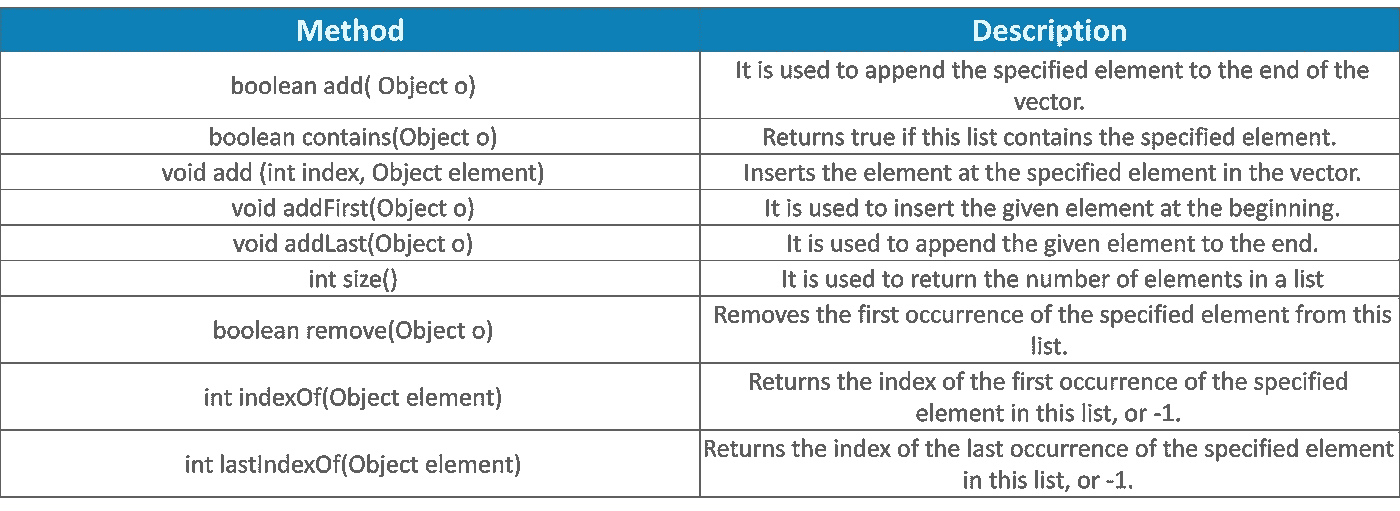 Method
Description
boolean add( Object o)
It is used to append the specified element to the end of the
vector.
boolean contains(Object o)
Returns true if this list contains the specified element.
void add (int index, Object element)
Inserts the element at the specified element in the vector.
void addFirst(Object o)
It is used to insert the given element at the beginning.
void addLast(Object o)
It is used to append the given element to the end.
int size()
It is used to return the number of elements in a list
boolean remove(Object o)
Removes the first occurrence of the specified element from this
list.
int indexOf(Object element)
Returns the index of the first occurrence of the specified
element in this list, or -1.
int lastIndexOf(Object element)
Returns the index of the last occurrence of the specified element
in this list, or -1.